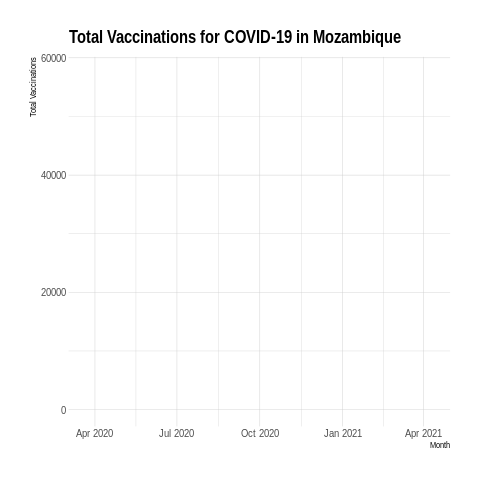 Total Vaccinations for COVID-19 in Mozambique
Total Vaccinations
60000
40000
20000
0
Apr 2020 Jul 2020 Oct 2020 Jan 2021 Apr 2021
Month